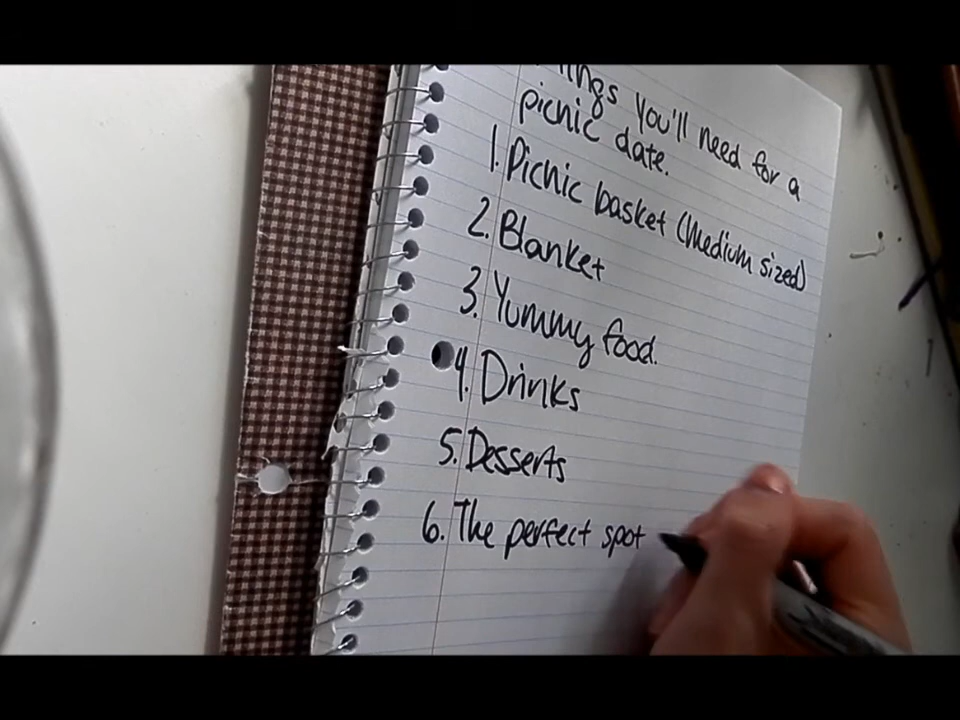 things you'll need for a
picnic date.
1. Picnic basket (Medium sized)
2. Blanket
3. Yummy food.
4. Drinks
5. Desserts
6. The perfect spot